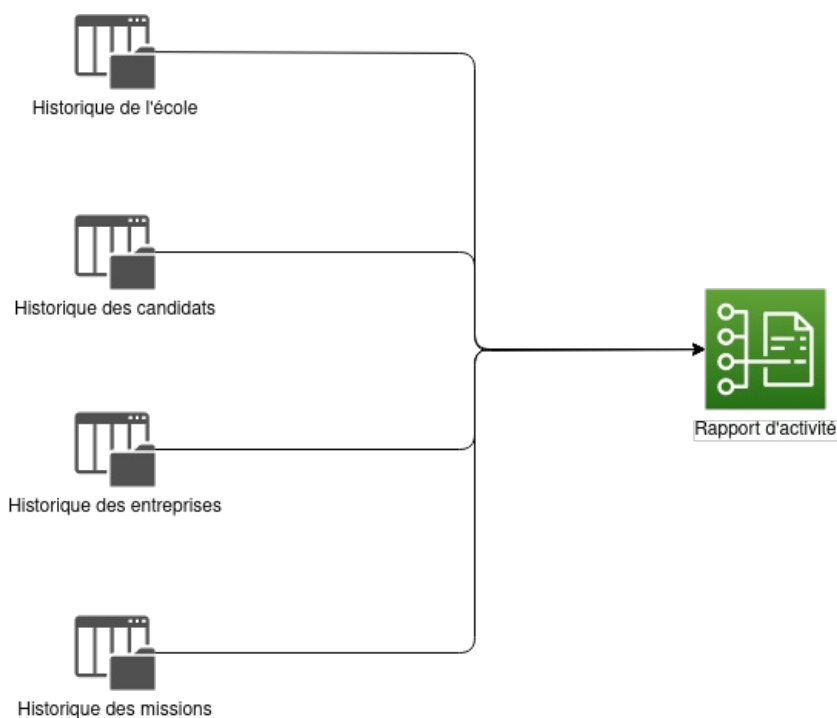 Historique de l'école
Historique des candidats
Historique des entreprises
Historique des missions
Rapport d'activité